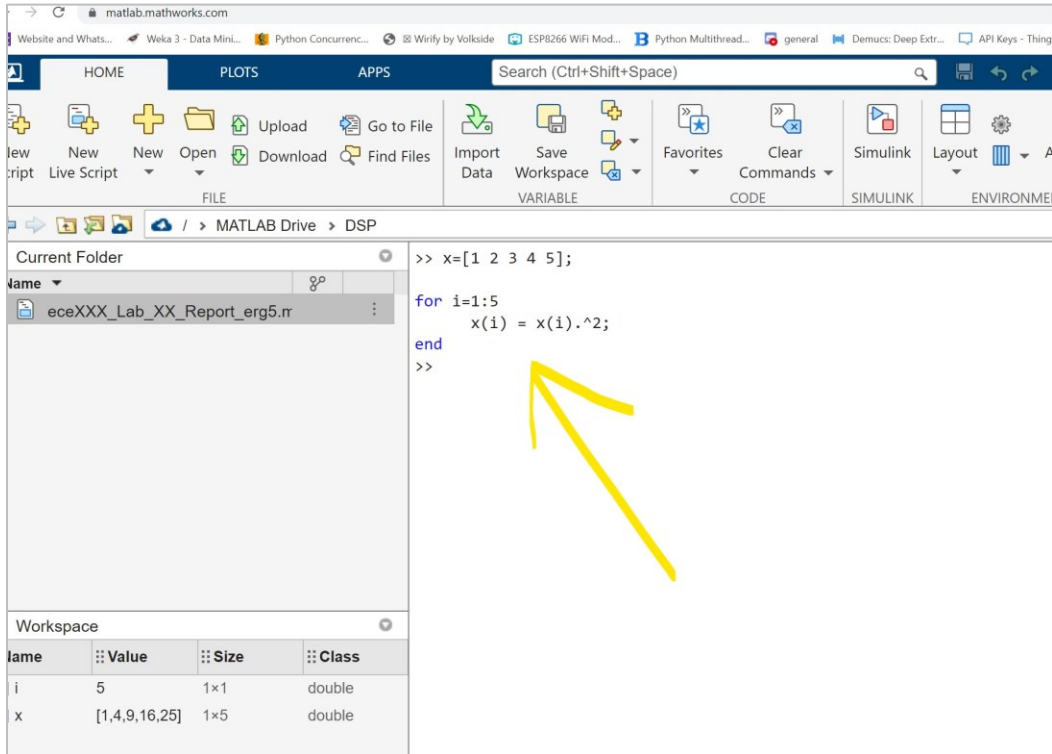 matlab.mathworks.com
Website and Whats... Weka 3 - Data Mini... Python Concurrenc... Wirify by Volkside ESP8266 WiFi Mod... Python Multithread... general Demucs: Deep Extr... API Keys - Thing
HOME PLOTS APPS Search (Ctrl+Shift+Space)
Upload Go to File
New New Open Download Find Files Import Save Favorites Clear Simulink Layout
Live Script Data Workspace Commands
FILE VARIABLE CODE SIMULINK ENVIRONME
/ > MATLAB Drive > DSP
Current Folder
Name
eceXXX_Lab_XX_Report_erg5.m
>> x=[1 2 3 4 5];
for i=1:5
x(i) = x(i).^2;
end
>>
Workspace
Name Value Size Class
i 5 1×1 double
x [1,4,9,16,25] 1×5 double